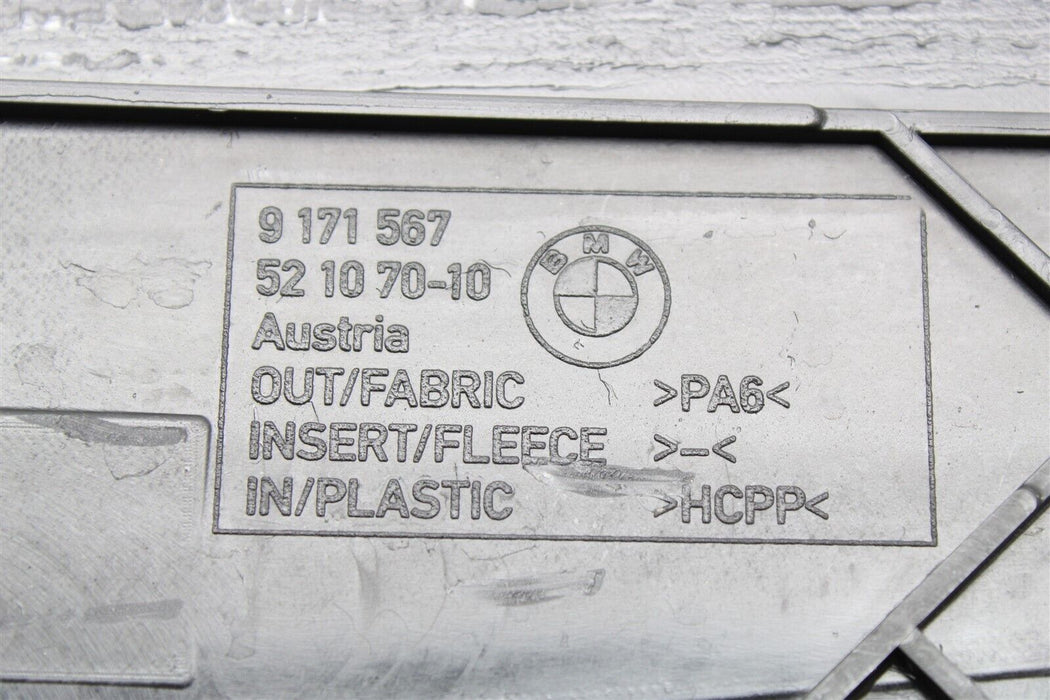 9 171 567
52 10 70-10
BMW
Austria
OUT/FABRIC >PA6<
INSERT/FLEECE >-<
IN/PLASTIC >HCPP<